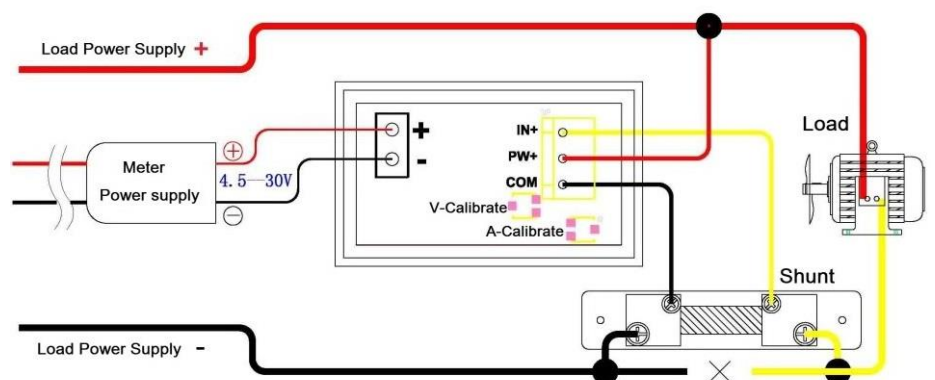 Load Power Supply +
Meter
Power supply
+
-
4.5—30V
+
-
IN+
PW+
COM
V-Calibrate
A-Calibrate
Load
Shunt
Load Power Supply -